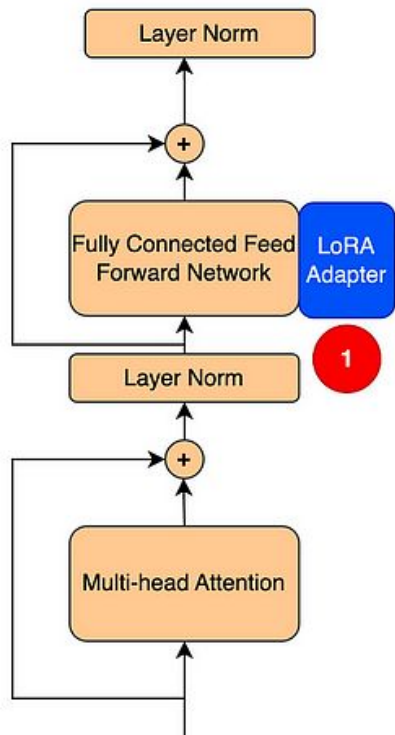 Layer Norm
+
Fully Connected Feed
Forward Network
LoRA
Adapter
1
Layer Norm
+
Multi-head Attention